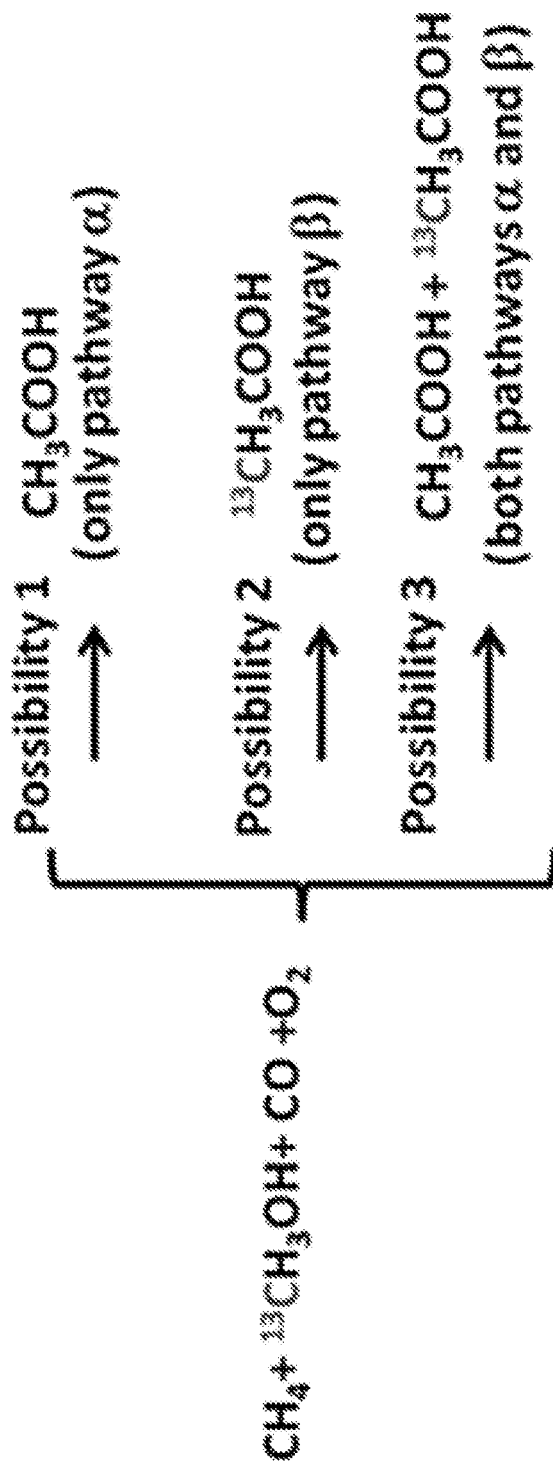 CH₄+ ¹³CH₃OH+ CO +O₂
Possibility 1 CH₃COOH
(only pathway α)
Possibility 2 ¹³CH₃COOH
(only pathway β)
Possibility 3 CH₃COOH + ¹³CH₃COOH
(both pathways α and β)